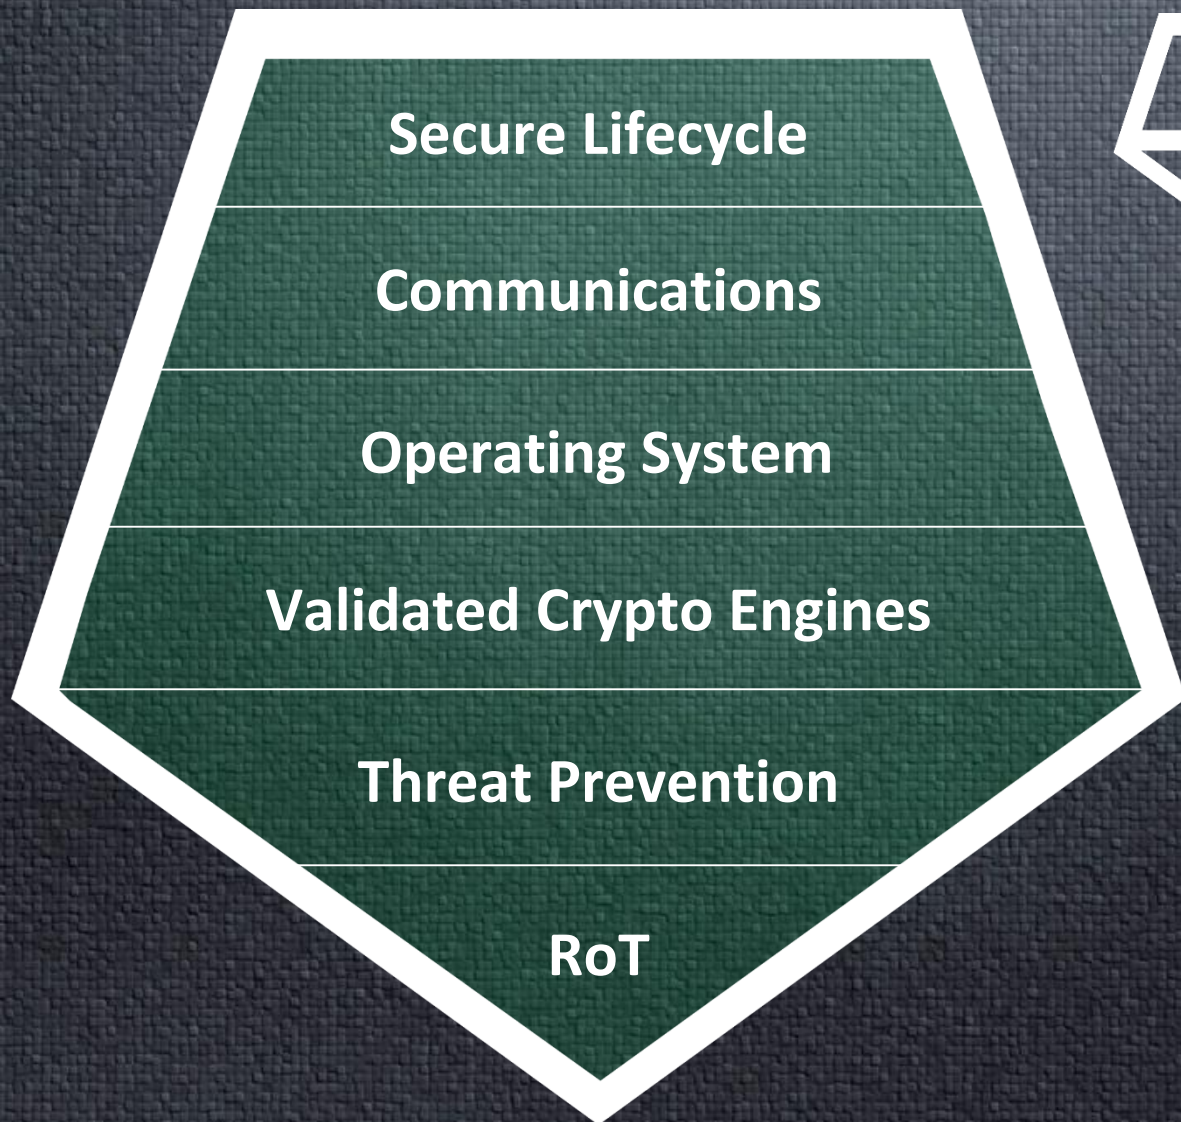 Secure Lifecycle
Communications
Operating System
Validated Crypto Engines
Threat Prevention
RoT